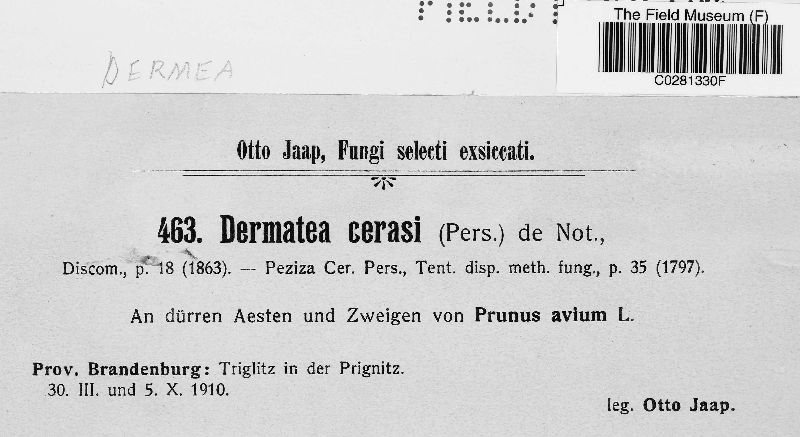 FIELD
The Field Museum (F)
C0281330F
DERMEA
Otto Jaap, Fungi selecti exsiccati.
463. Dermatea cerasi (Pers.) de Not.,
Discom., p. 18 (1863). — Peziza Cer. Pers., Tent. disp. meth. fung., p. 35 (1797).
An dürren Aesten und Zweigen von Prunus avium L.
Prov. Brandenburg: Triglitz in der Prignitz.
30. III. und 5. X. 1910.
leg. Otto Jaap.